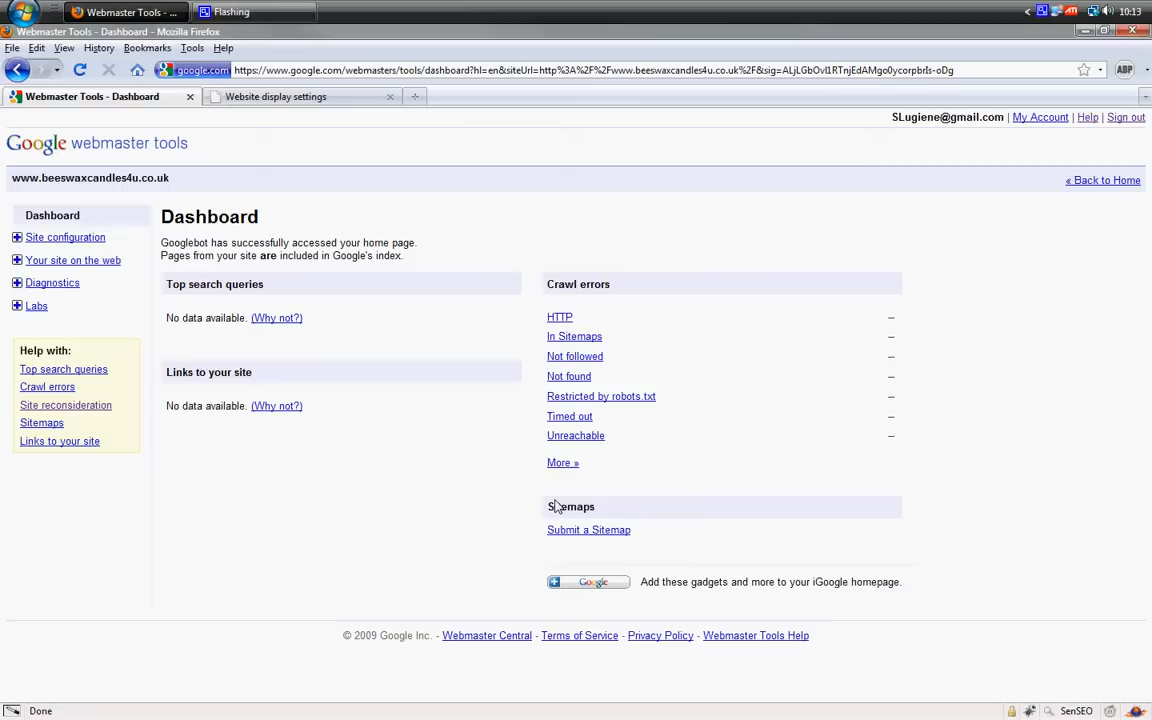 Webmaster Tools - ...
Flashing
10:13
Webmaster Tools - Dashboard - Mozilla Firefox
File Edit View History Bookmarks Tools Help
google.com https://www.google.com/webmasters/tools/dashboard?hl=en&siteUrl=http%3A%2F%2Fwww.beeswaxcandles4u.co.uk%2F&sig=ALjLGbOvI1RTnjEdAMgo0ycorpbrIs-oDg
ABP
Webmaster Tools - Dashboard
Website display settings
SLugiene@gmail.com | My Account | Help | Sign out
Google webmaster tools
www.beeswaxcandles4u.co.uk
« Back to Home
Dashboard
Site configuration
Your site on the web
Diagnostics
Labs
Help with:
Top search queries
Crawl errors
Site reconsideration
Sitemaps
Links to your site
Dashboard
Googlebot has successfully accessed your home page.
Pages from your site are included in Google's index.
Top search queries
No data available. (Why not?)
Links to your site
No data available. (Why not?)
Crawl errors
HTTP –
In Sitemaps –
Not followed –
Not found –
Restricted by robots.txt –
Timed out –
Unreachable –
More »
Sitemaps
Submit a Sitemap
Google Add these gadgets and more to your iGoogle homepage.
© 2009 Google Inc. - Webmaster Central - Terms of Service - Privacy Policy - Webmaster Tools Help
Done
SenSEO